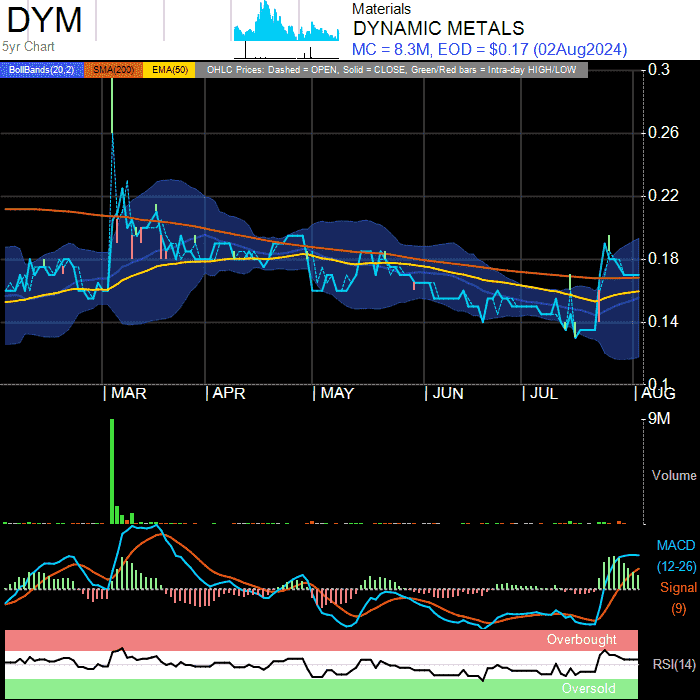 DYM
5yr Chart
Materials
DYNAMIC METALS
MC = 8.3M, EOD = $0.17 (02Aug2024)
BollBands(20,2) SMA(200) EMA(50) OHLC Prices: Dashed = OPEN, Solid = CLOSE, Green/Red bars = Intra-day HIGH/LOW
0.3
0.26
0.22
0.18
0.14
0.1
| MAR | APR | MAY | JUN | JUL | AUG
9M
Volume
MACD
(12-26)
Signal
(9)
Overbought
RSI(14)
Oversold